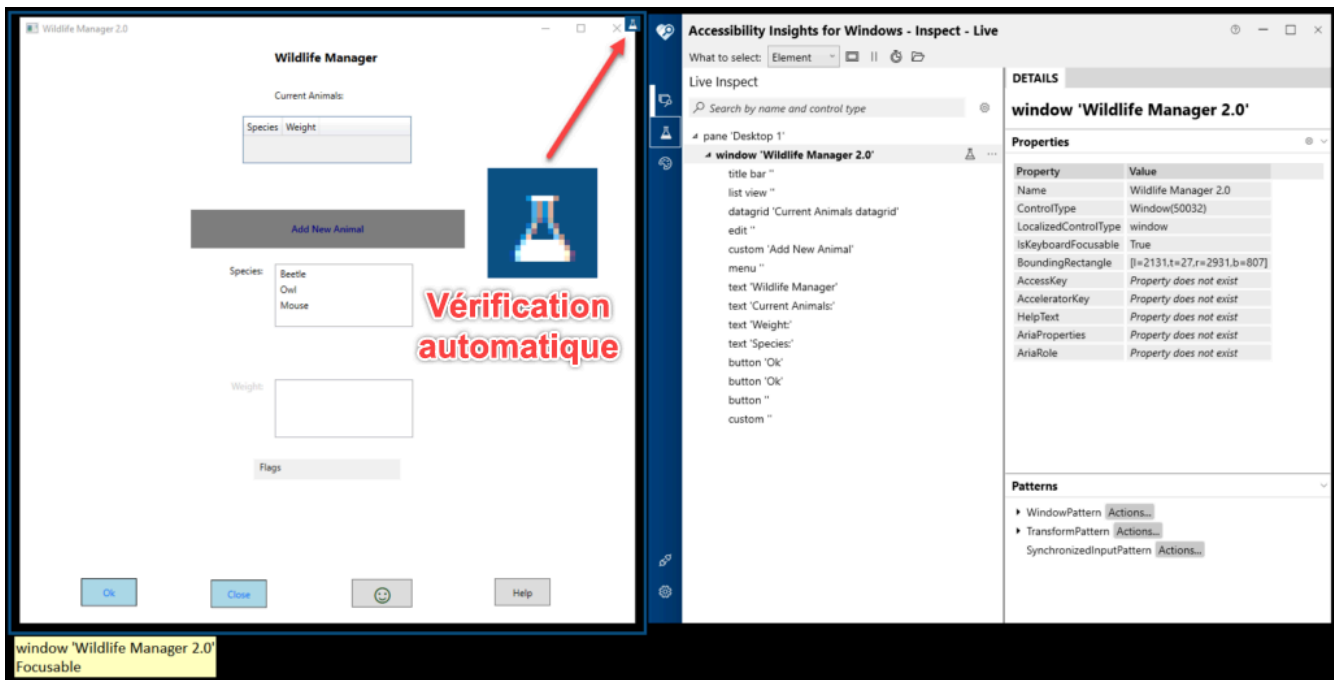 Wildlife Manager 2.0
Wildlife Manager
Current Animals:
Species Weight
Add New Animal
Species:
Beetle
Owl
Mouse
Vérification
automatique
Weight:
Flags
Ok
Close
Help
window 'Wildlife Manager 2.0'
Focusable
Accessibility Insights for Windows - Inspect - Live
What to select: Element
Live Inspect
Search by name and control type
pane 'Desktop 1'
window 'Wildlife Manager 2.0'
title bar ''
list view ''
datagrid 'Current Animals datagrid'
edit ''
custom 'Add New Animal'
menu ''
text 'Wildlife Manager'
text 'Current Animals:'
text 'Weight:'
text 'Species:'
button 'Ok'
button 'Ok'
button ''
custom ''
DETAILS
window 'Wildlife Manager 2.0'
Properties
Property Value
Name Wildlife Manager 2.0
ControlType Window(50032)
LocalizedControlType window
IsKeyboardFocusable True
BoundingRectangle [l=2131,t=27,r=2931,b=807]
AccessKey Property does not exist
AcceleratorKey Property does not exist
HelpText Property does not exist
AriaProperties Property does not exist
AriaRole Property does not exist
Patterns
WindowPattern Actions...
TransformPattern Actions...
SynchronizedInputPattern Actions...